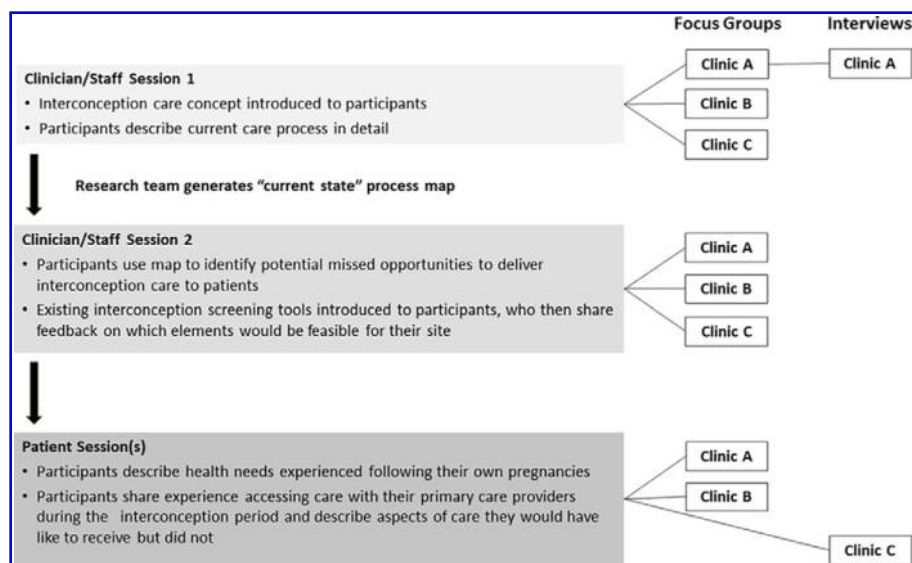 Focus Groups Interviews
Clinician/Staff Session 1
• Interconception care concept introduced to participants
• Participants describe current care process in detail
Clinic A
Clinic A
Clinic B
Clinic C
Research team generates “current state” process map
Clinician/Staff Session 2
• Participants use map to identify potential missed opportunities to deliver
interconception care to patients
• Existing interconception screening tools introduced to participants, who then share
feedback on which elements would be feasible for their site
Clinic A
Clinic B
Clinic C
Patient Session(s)
• Participants describe health needs experienced following their own pregnancies
• Participants share experience accessing care with their primary care providers
during the interconception period and describe aspects of care they would have
like to receive but did not
Clinic A
Clinic B
Clinic C